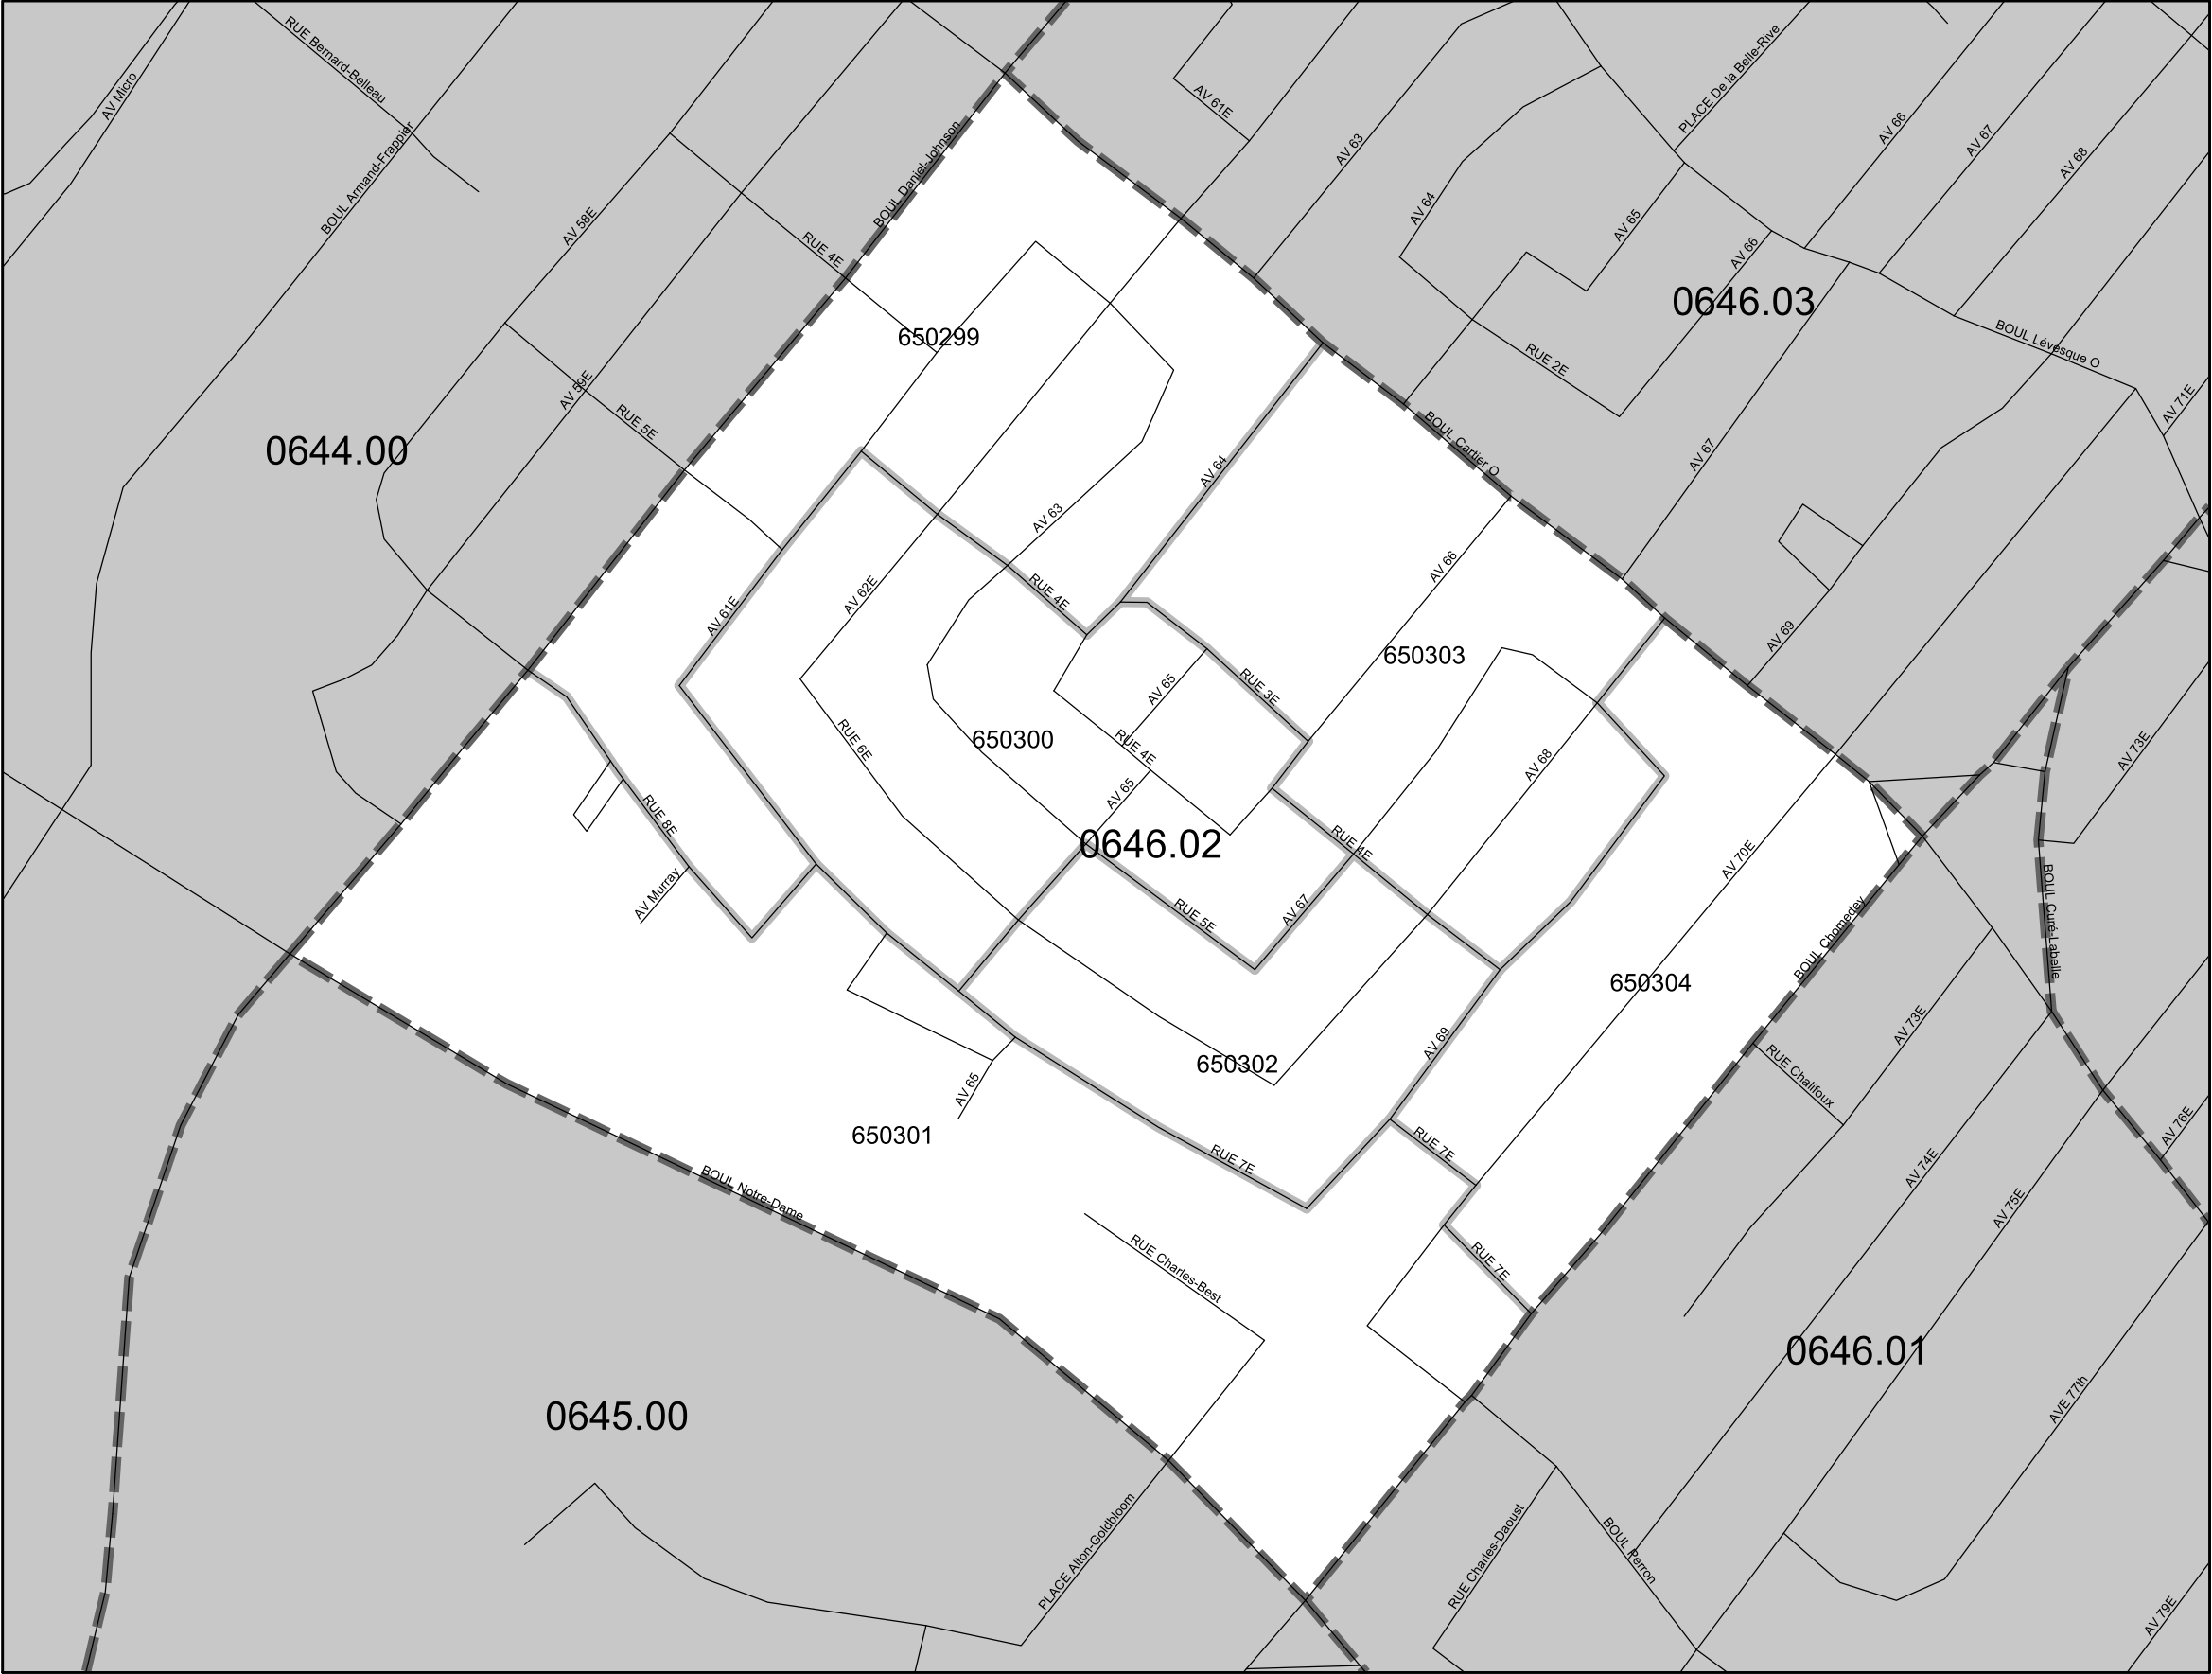 RUE Bernard-Belleau
AV Micro
BOUL Armand-Frappier
AV 58E
RUE 4E
BOUL Daniel-Johnson
AV 61E
AV 63
PLACE De la Belle-Rive
AV 66
AV 67
AV 68
AV 64
AV 65
AV 66
0646.03
BOUL Lévesque O
RUE 2E
AV 71E
650299
AV 59E
RUE 5E
0644.00
BOUL Cartier O
AV 67
AV 64
AV 63
AV 62E
RUE 4E
AV 61E
AV 66
650303
AV 69
AV 65
RUE 3E
RUE 6E
650300
RUE 4E
AV 68
AV 73E
RUE 8E
AV 65
0646.02
RUE 4E
AV 70E
AV Murray
RUE 5E
AV 67
BOUL Chomedey
BOUL Curé-Labelle
650304
AV 73E
AV 69
650302
RUE Chalifoux
AV 65
650301
RUE 7E
RUE 7E
AV 76E
AV 74E
BOUL Notre-Dame
AV 75E
RUE Charles-Best
RUE 7E
0646.01
0645.00
AVE 77th
PLACE Alton-Goldbloom
RUE Charles-Daoust
BOUL Perron
AV 79E